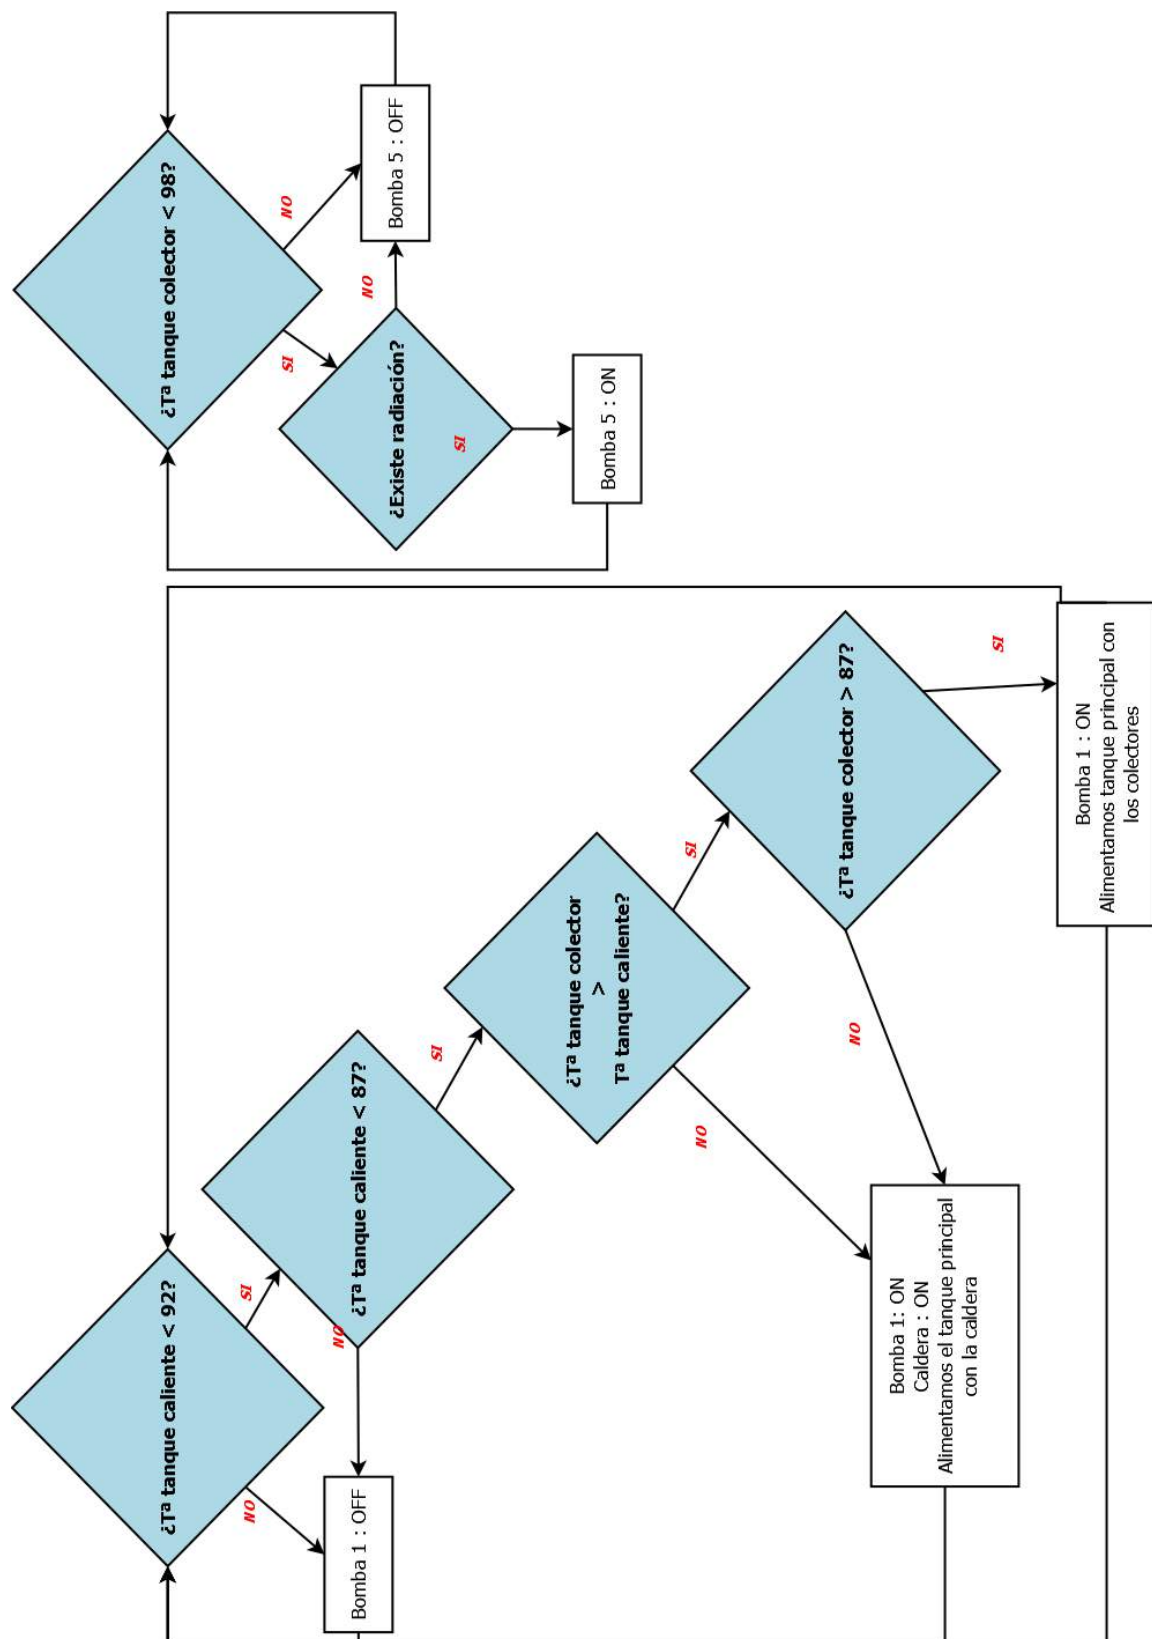 ¿Tª tanque caliente < 92?
SI
NO
Bomba 1 : OFF
¿Tª tanque caliente < 87?
NO
SI
¿Tª tanque colector
>
Tª tanque caliente?
NO
SI
Bomba 1: ON
Caldera : ON
Alimentamos el tanque principal
con la caldera
¿Tª tanque colector > 87?
NO
SI
Bomba 1 : ON
Alimentamos tanque principal con
los colectores
¿Tª tanque colector < 98?
SI
NO
¿Existe radiación?
NO
SI
Bomba 5 : OFF
Bomba 5 : ON